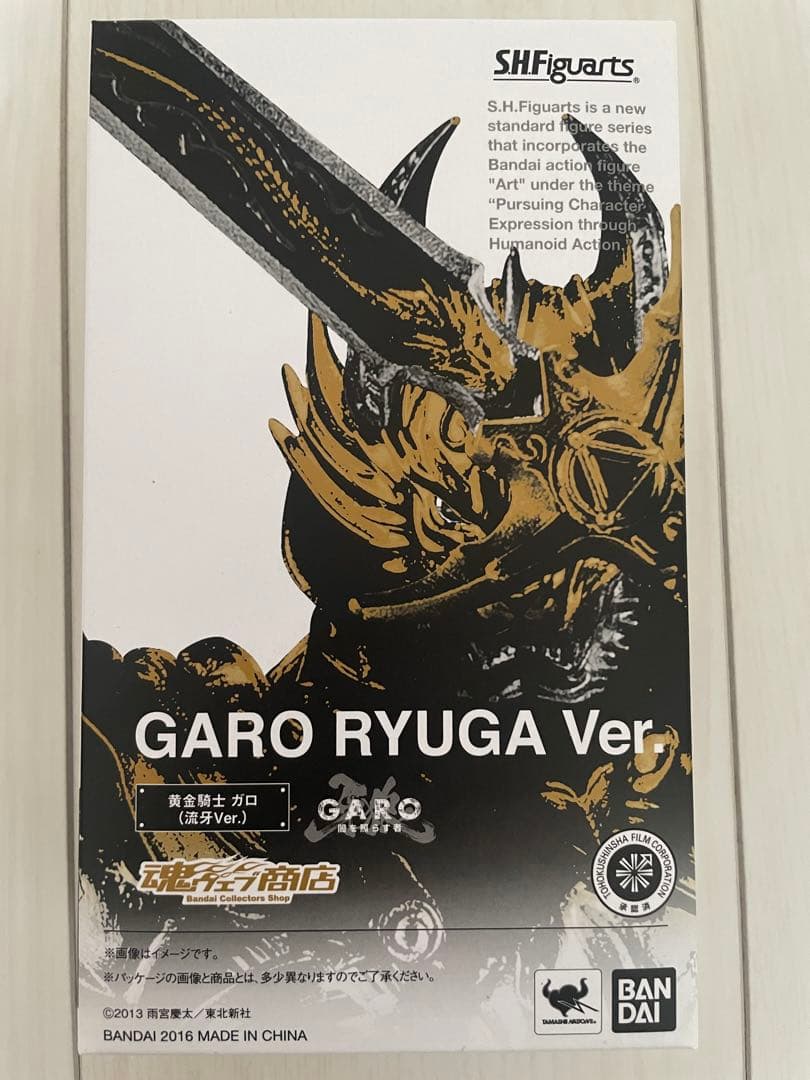 S.H.Figuarts
S.H.Figuarts is a new
standard figure series
that incorporates the
Bandai action figure
"Art" under the theme
“Pursuing Character
Expression through
Humanoid Action.
GARO RYUGA Ver.
黄金騎士 ガロ
(流牙Ver.)
GARO
闇を照らす者
魂ウェブ商店
Bandai Collectors Shop
TOHOKUSHINSHA FILM CORPORATION
承認済
※画像はイメージです。
※パッケージの画像と商品とは、多少異なりますのでご了承ください。
TAMASHII NATIONS
BAN
DAI
©2013 雨宮慶太／東北新社
BANDAI 2016 MADE IN CHINA